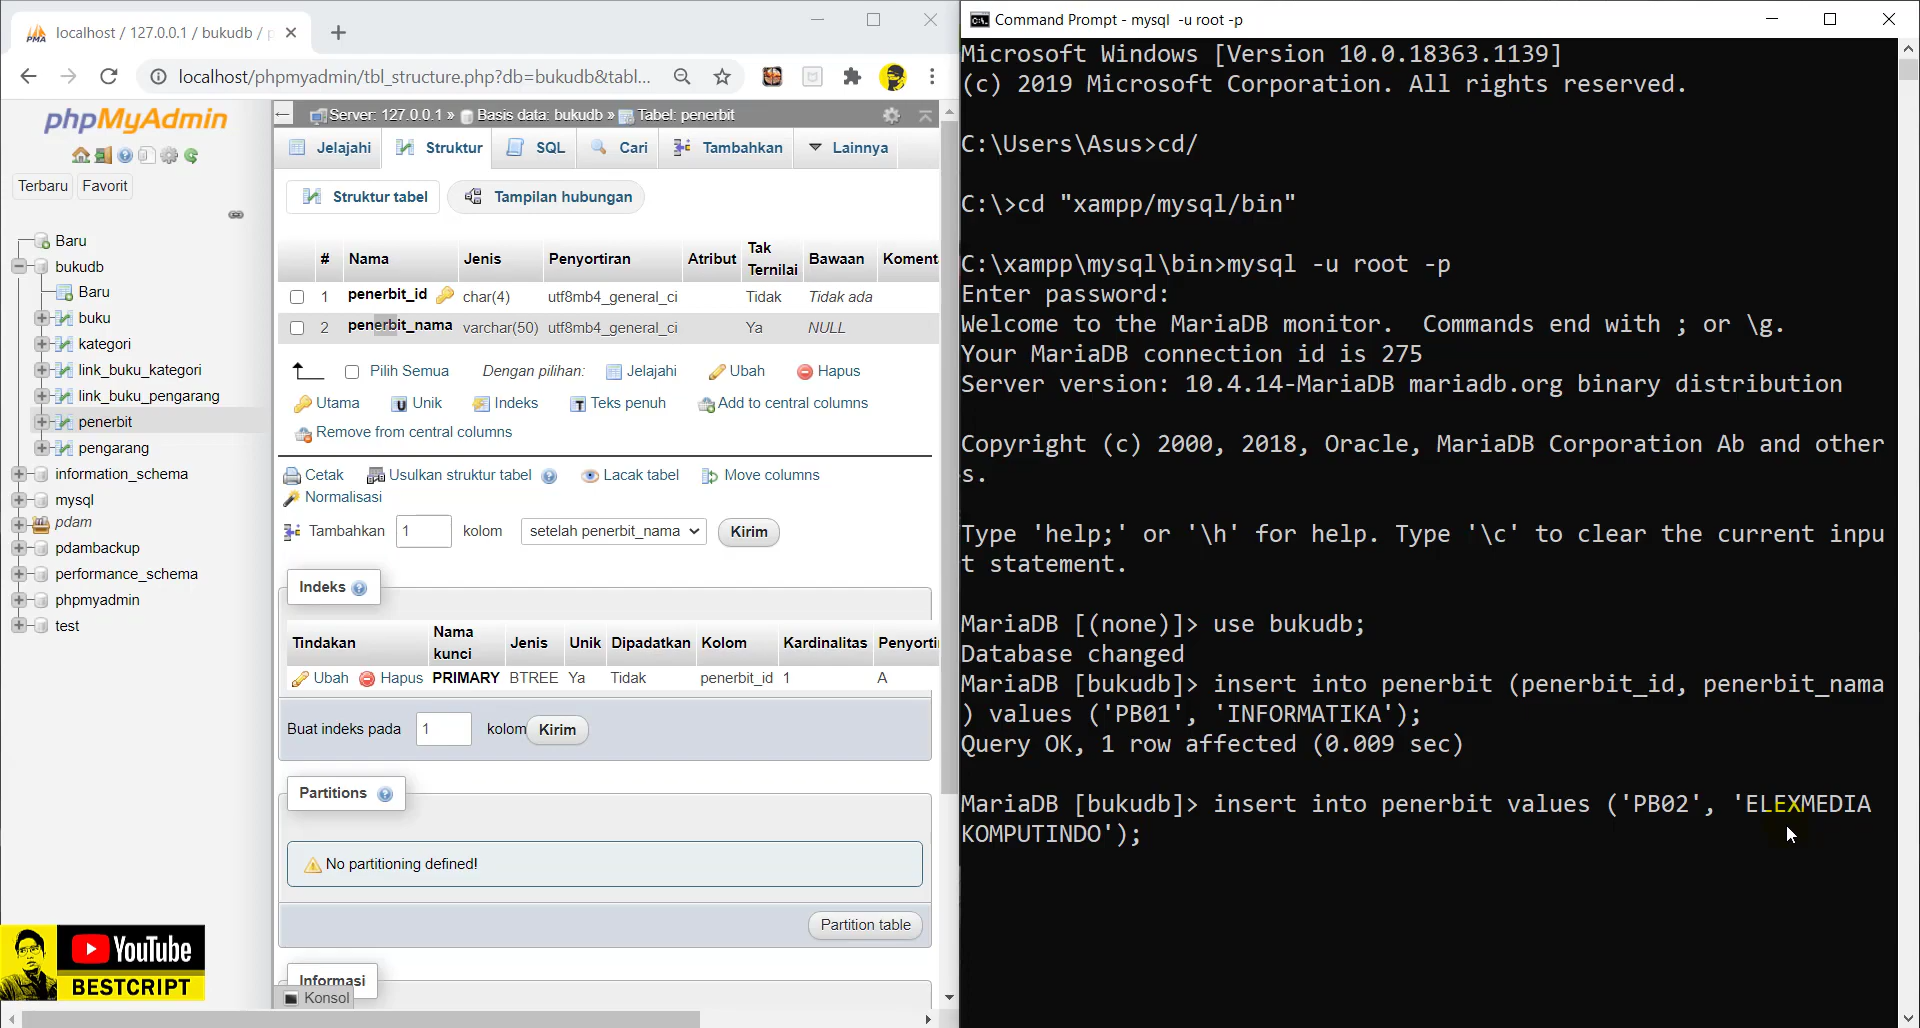 localhost / 127.0.0.1 / bukudb / p
localhost/phpmyadmin/tbl_structure.php?db=bukudb&tabl...
phpMyAdmin
Terbaru Favorit
Baru
bukudb
Baru
buku
kategori
link_buku_kategori
link_buku_pengarang
penerbit
pengarang
information_schema
mysql
pdam
pdambackup
performance_schema
phpmyadmin
test
YouTube
BESTCRIPT
Server: 127.0.0.1 » Basis data: bukudb » Tabel: penerbit
Jelajahi Struktur SQL Cari Tambahkan Lainnya
Struktur tabel Tampilan hubungan
# Nama Jenis Penyortiran Atribut Tak Ternilai Bawaan Koment
1 penerbit_id char(4) utf8mb4_general_ci Tidak Tidak ada
2 penerbit_nama varchar(50) utf8mb4_general_ci Ya NULL
Pilih Semua Dengan pilihan: Jelajahi Ubah Hapus
Utama Unik Indeks Teks penuh Add to central columns
Remove from central columns
Cetak Usulkan struktur tabel Lacak tabel Move columns
Normalisasi
Tambahkan 1 kolom setelah penerbit_nama Kirim
Indeks
Tindakan Nama kunci Jenis Unik Dipadatkan Kolom Kardinalitas Penyorti
Ubah Hapus PRIMARY BTREE Ya Tidak penerbit_id 1 A
Buat indeks pada 1 kolom Kirim
Partitions
No partitioning defined!
Partition table
Informasi
Konsol
Command Prompt - mysql -u root -p
Microsoft Windows [Version 10.0.18363.1139]
(c) 2019 Microsoft Corporation. All rights reserved.
C:\Users\Asus>cd/
C:\>cd "xampp/mysql/bin"
C:\xampp\mysql\bin>mysql -u root -p
Enter password:
Welcome to the MariaDB monitor.  Commands end with ; or \g.
Your MariaDB connection id is 275
Server version: 10.4.14-MariaDB mariadb.org binary distribution
Copyright (c) 2000, 2018, Oracle, MariaDB Corporation Ab and other
s.
Type 'help;' or '\h' for help. Type '\c' to clear the current inpu
t statement.
MariaDB [(none)]> use bukudb;
Database changed
MariaDB [bukudb]> insert into penerbit (penerbit_id, penerbit_nama
) values ('PB01', 'INFORMATIKA');
Query OK, 1 row affected (0.009 sec)
MariaDB [bukudb]> insert into penerbit values ('PB02', 'ELEXMEDIA
KOMPUTINDO');